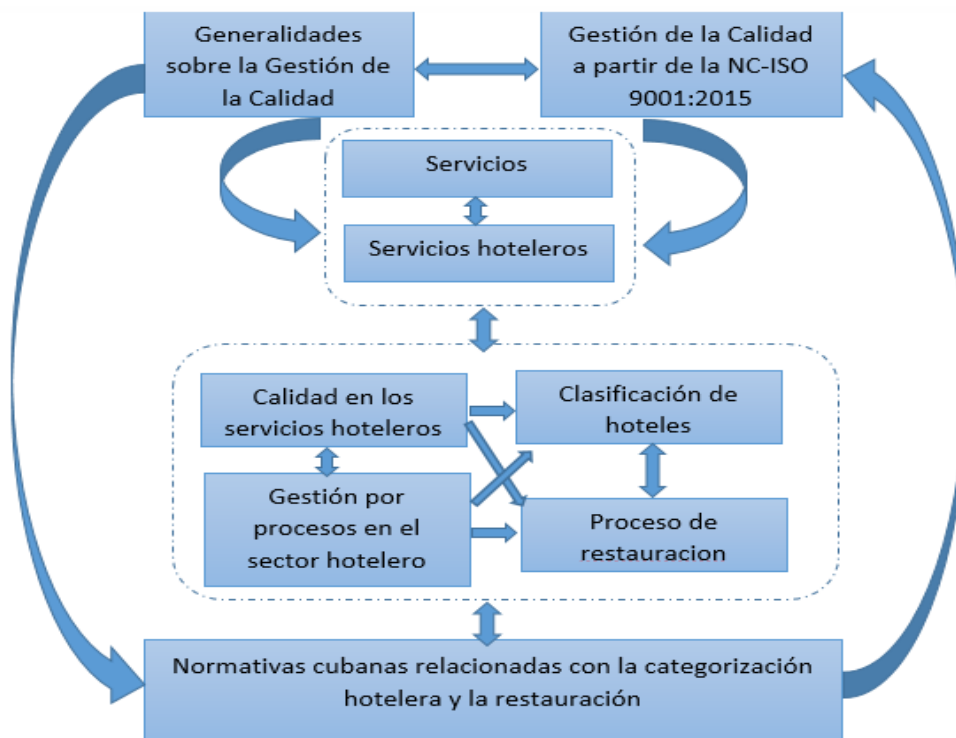 Generalidades
sobre la Gestión de
la Calidad
Gestión de la Calidad
a partir de la NC-ISO
9001:2015
Servicios
Servicios hoteleros
Calidad en los
servicios hoteleros
Clasificación de
hoteles
Gestión por
procesos en el
sector hotelero
Proceso de
restauracion
Normativas cubanas relacionadas con la categorización
hotelera y la restauración